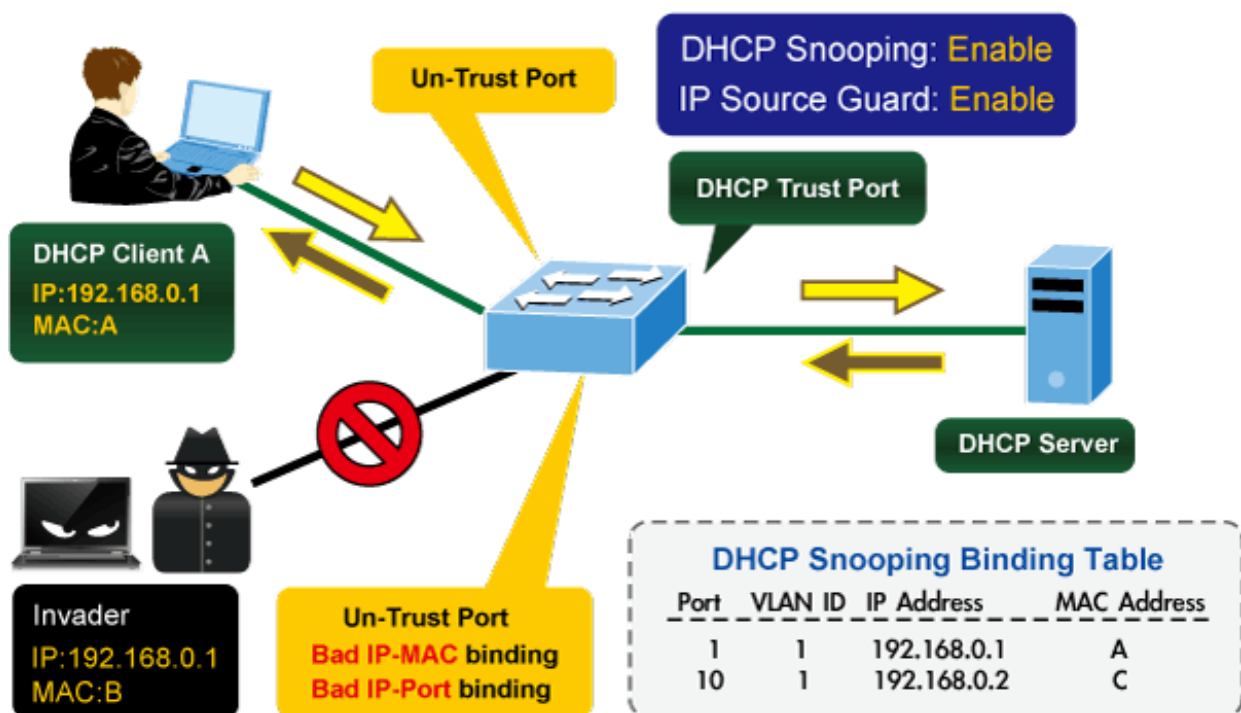 Un-Trust Port
DHCP Snooping: Enable
IP Source Guard: Enable
DHCP Trust Port
DHCP Client A
IP:192.168.0.1
MAC:A
DHCP Server
Invader
IP:192.168.0.1
MAC:B
Un-Trust Port
Bad IP-MAC binding
Bad IP-Port binding
DHCP Snooping Binding Table
Port VLAN ID IP Address MAC Address
1 1 192.168.0.1 A
10 1 192.168.0.2 C